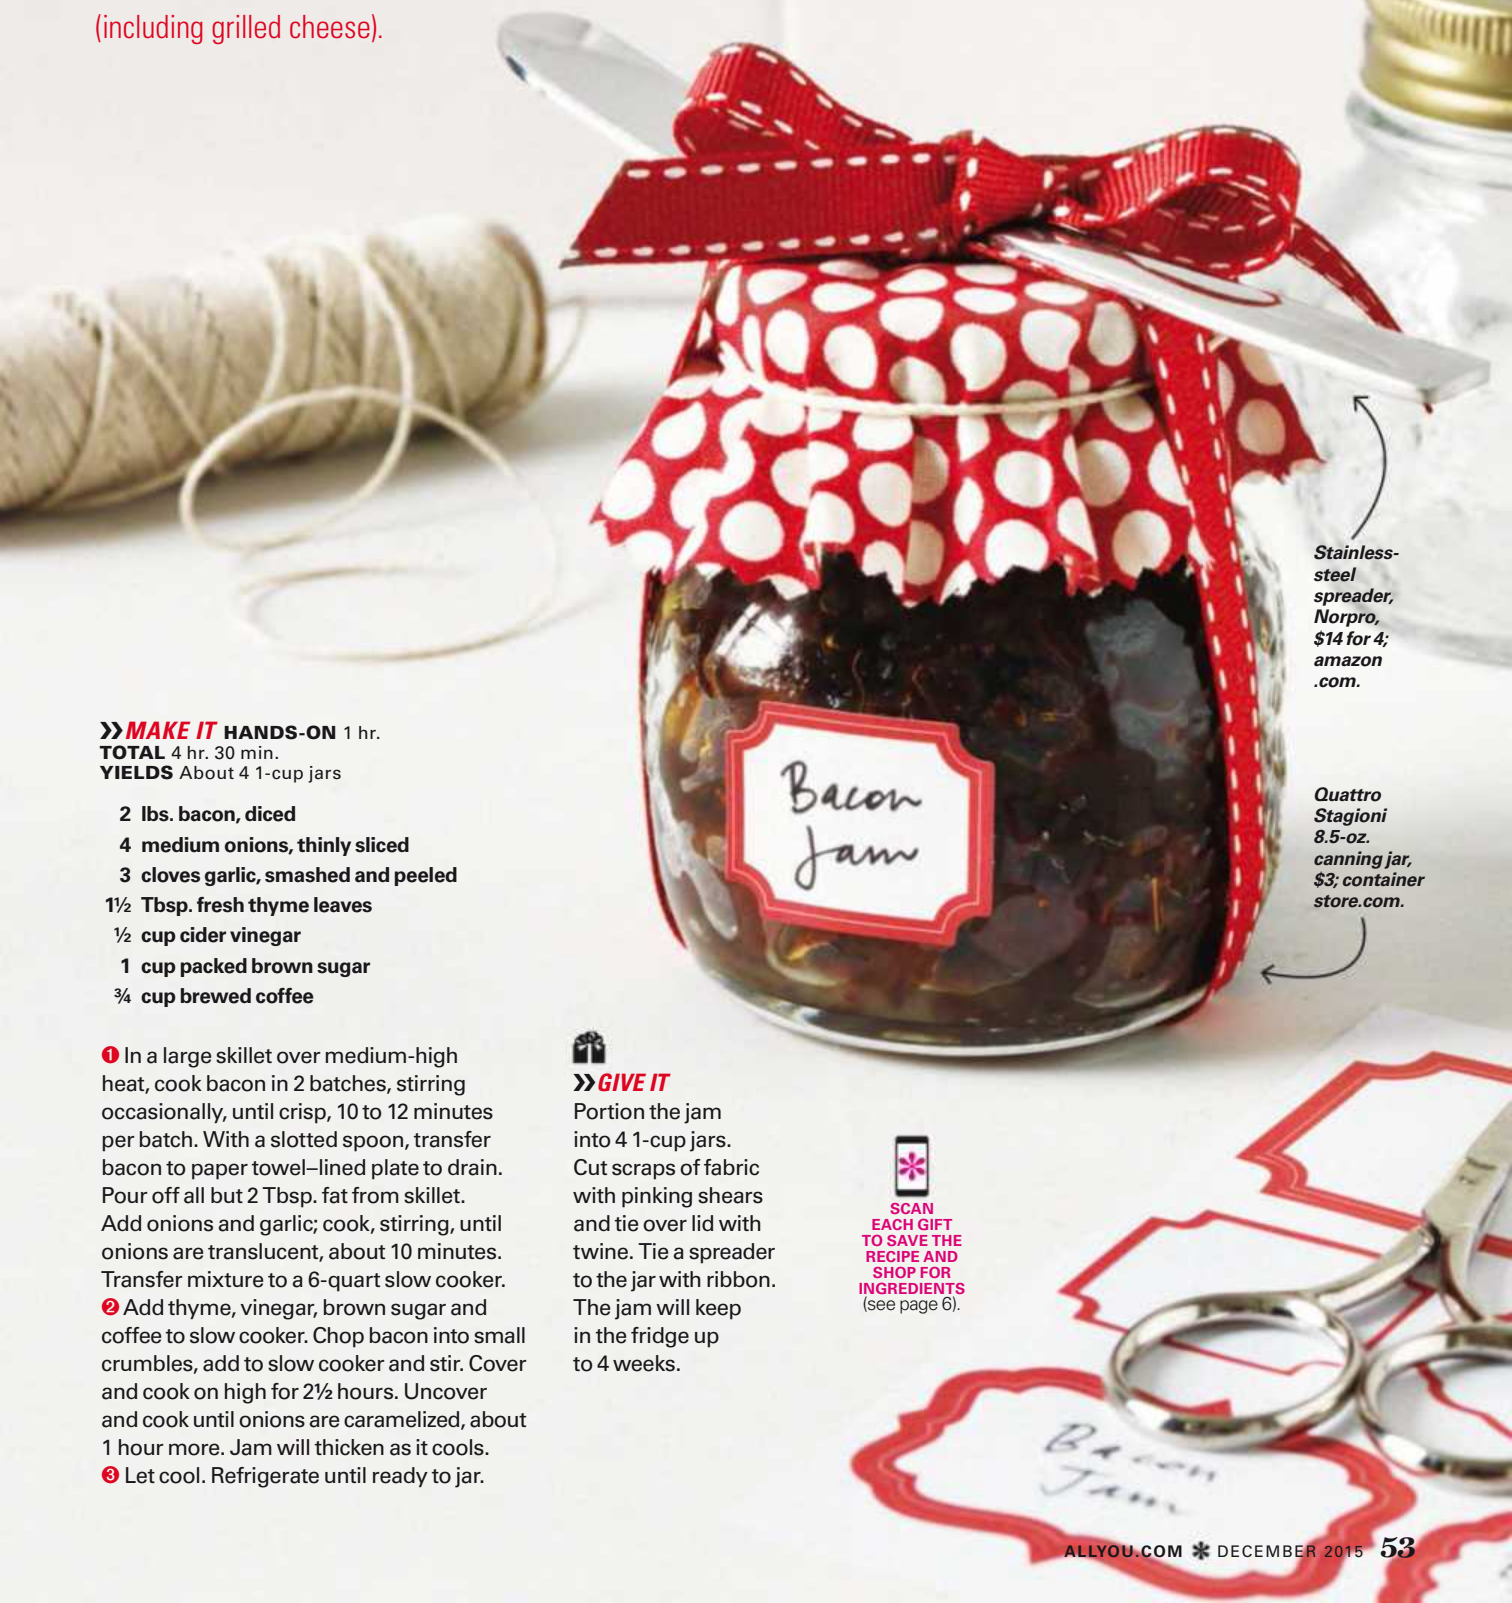 (including grilled cheese).
Stainless-
steel
spreader,
Norpro,
$14 for 4;
amazon
.com.
Quattro
Stagioni
8.5-oz.
canning jar,
$3; container
store.com.
Bacon
Jam
»MAKE IT HANDS-ON 1 hr.
TOTAL 4 hr. 30 min.
YIELDS About 4 1-cup jars
2 lbs. bacon, diced
4 medium onions, thinly sliced
3 cloves garlic, smashed and peeled
1½ Tbsp. fresh thyme leaves
½ cup cider vinegar
1 cup packed brown sugar
¾ cup brewed coffee
1 In a large skillet over medium-high
heat, cook bacon in 2 batches, stirring
occasionally, until crisp, 10 to 12 minutes
per batch. With a slotted spoon, transfer
bacon to paper towel–lined plate to drain.
Pour off all but 2 Tbsp. fat from skillet.
Add onions and garlic; cook, stirring, until
onions are translucent, about 10 minutes.
Transfer mixture to a 6-quart slow cooker.
2 Add thyme, vinegar, brown sugar and
coffee to slow cooker. Chop bacon into small
crumbles, add to slow cooker and stir. Cover
and cook on high for 2½ hours. Uncover
and cook until onions are caramelized, about
1 hour more. Jam will thicken as it cools.
3 Let cool. Refrigerate until ready to jar.
»GIVE IT
Portion the jam
into 4 1-cup jars.
Cut scraps of fabric
with pinking shears
and tie over lid with
twine. Tie a spreader
to the jar with ribbon.
The jam will keep
in the fridge up
to 4 weeks.
SCAN
EACH GIFT
TO SAVE THE
RECIPE AND
SHOP FOR
INGREDIENTS
(see page 6).
Bacon
Jam
ALLYOU.COM ✻ DECEMBER 2015 53